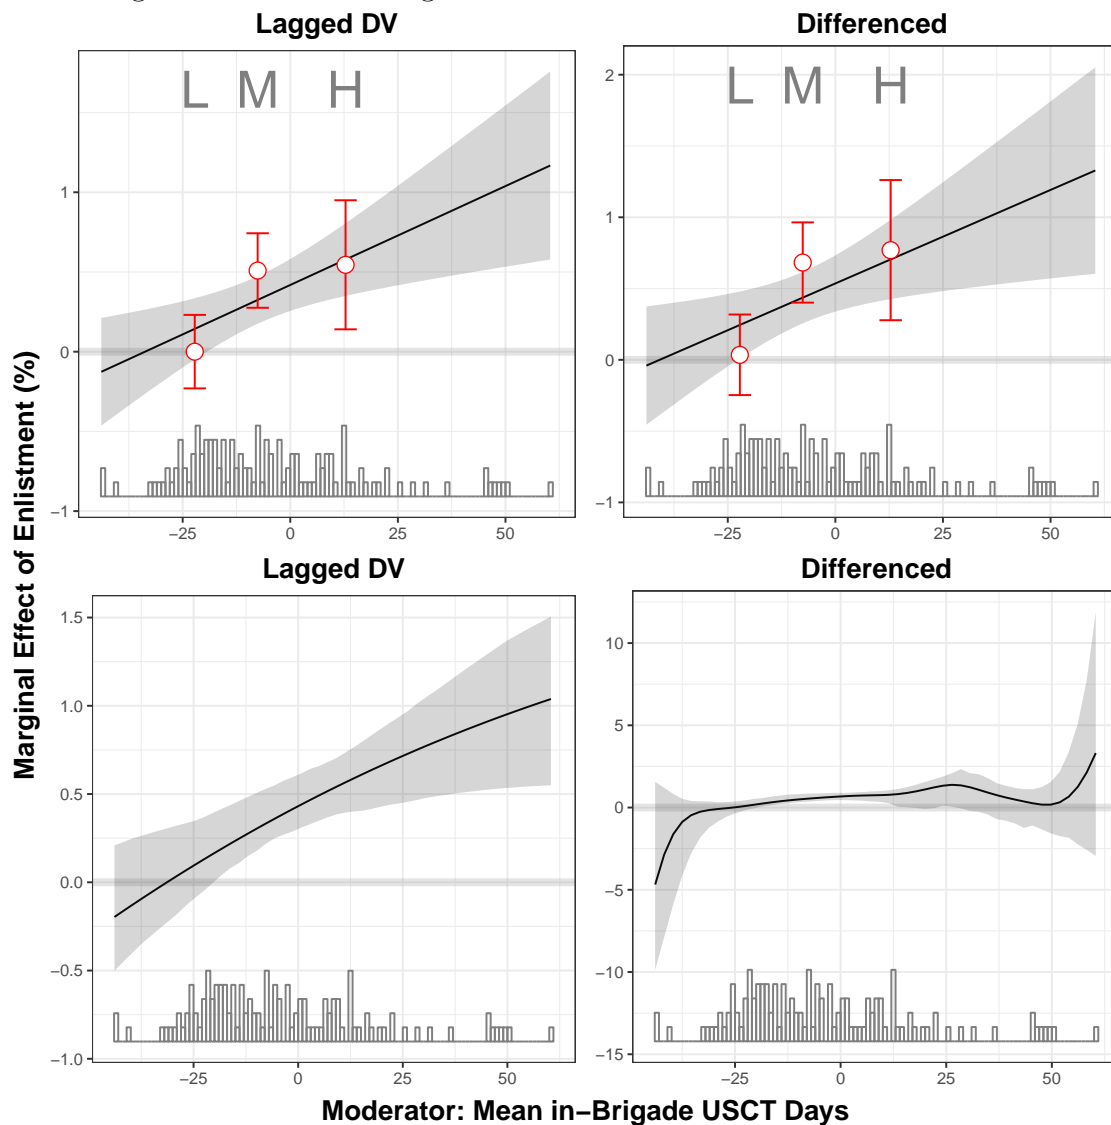 Lagged DV
Differenced
L M H
L M H
1
0
−1
2
1
0
−1
−25 0 25 50
−25 0 25 50
Marginal Effect of Enlistment (%)
Lagged DV
Differenced
1.5
1.0
0.5
0.0
−0.5
−1.0
10
5
0
−5
−10
−15
−25 0 25 50
−25 0 25 50
Moderator: Mean in−Brigade USCT Days